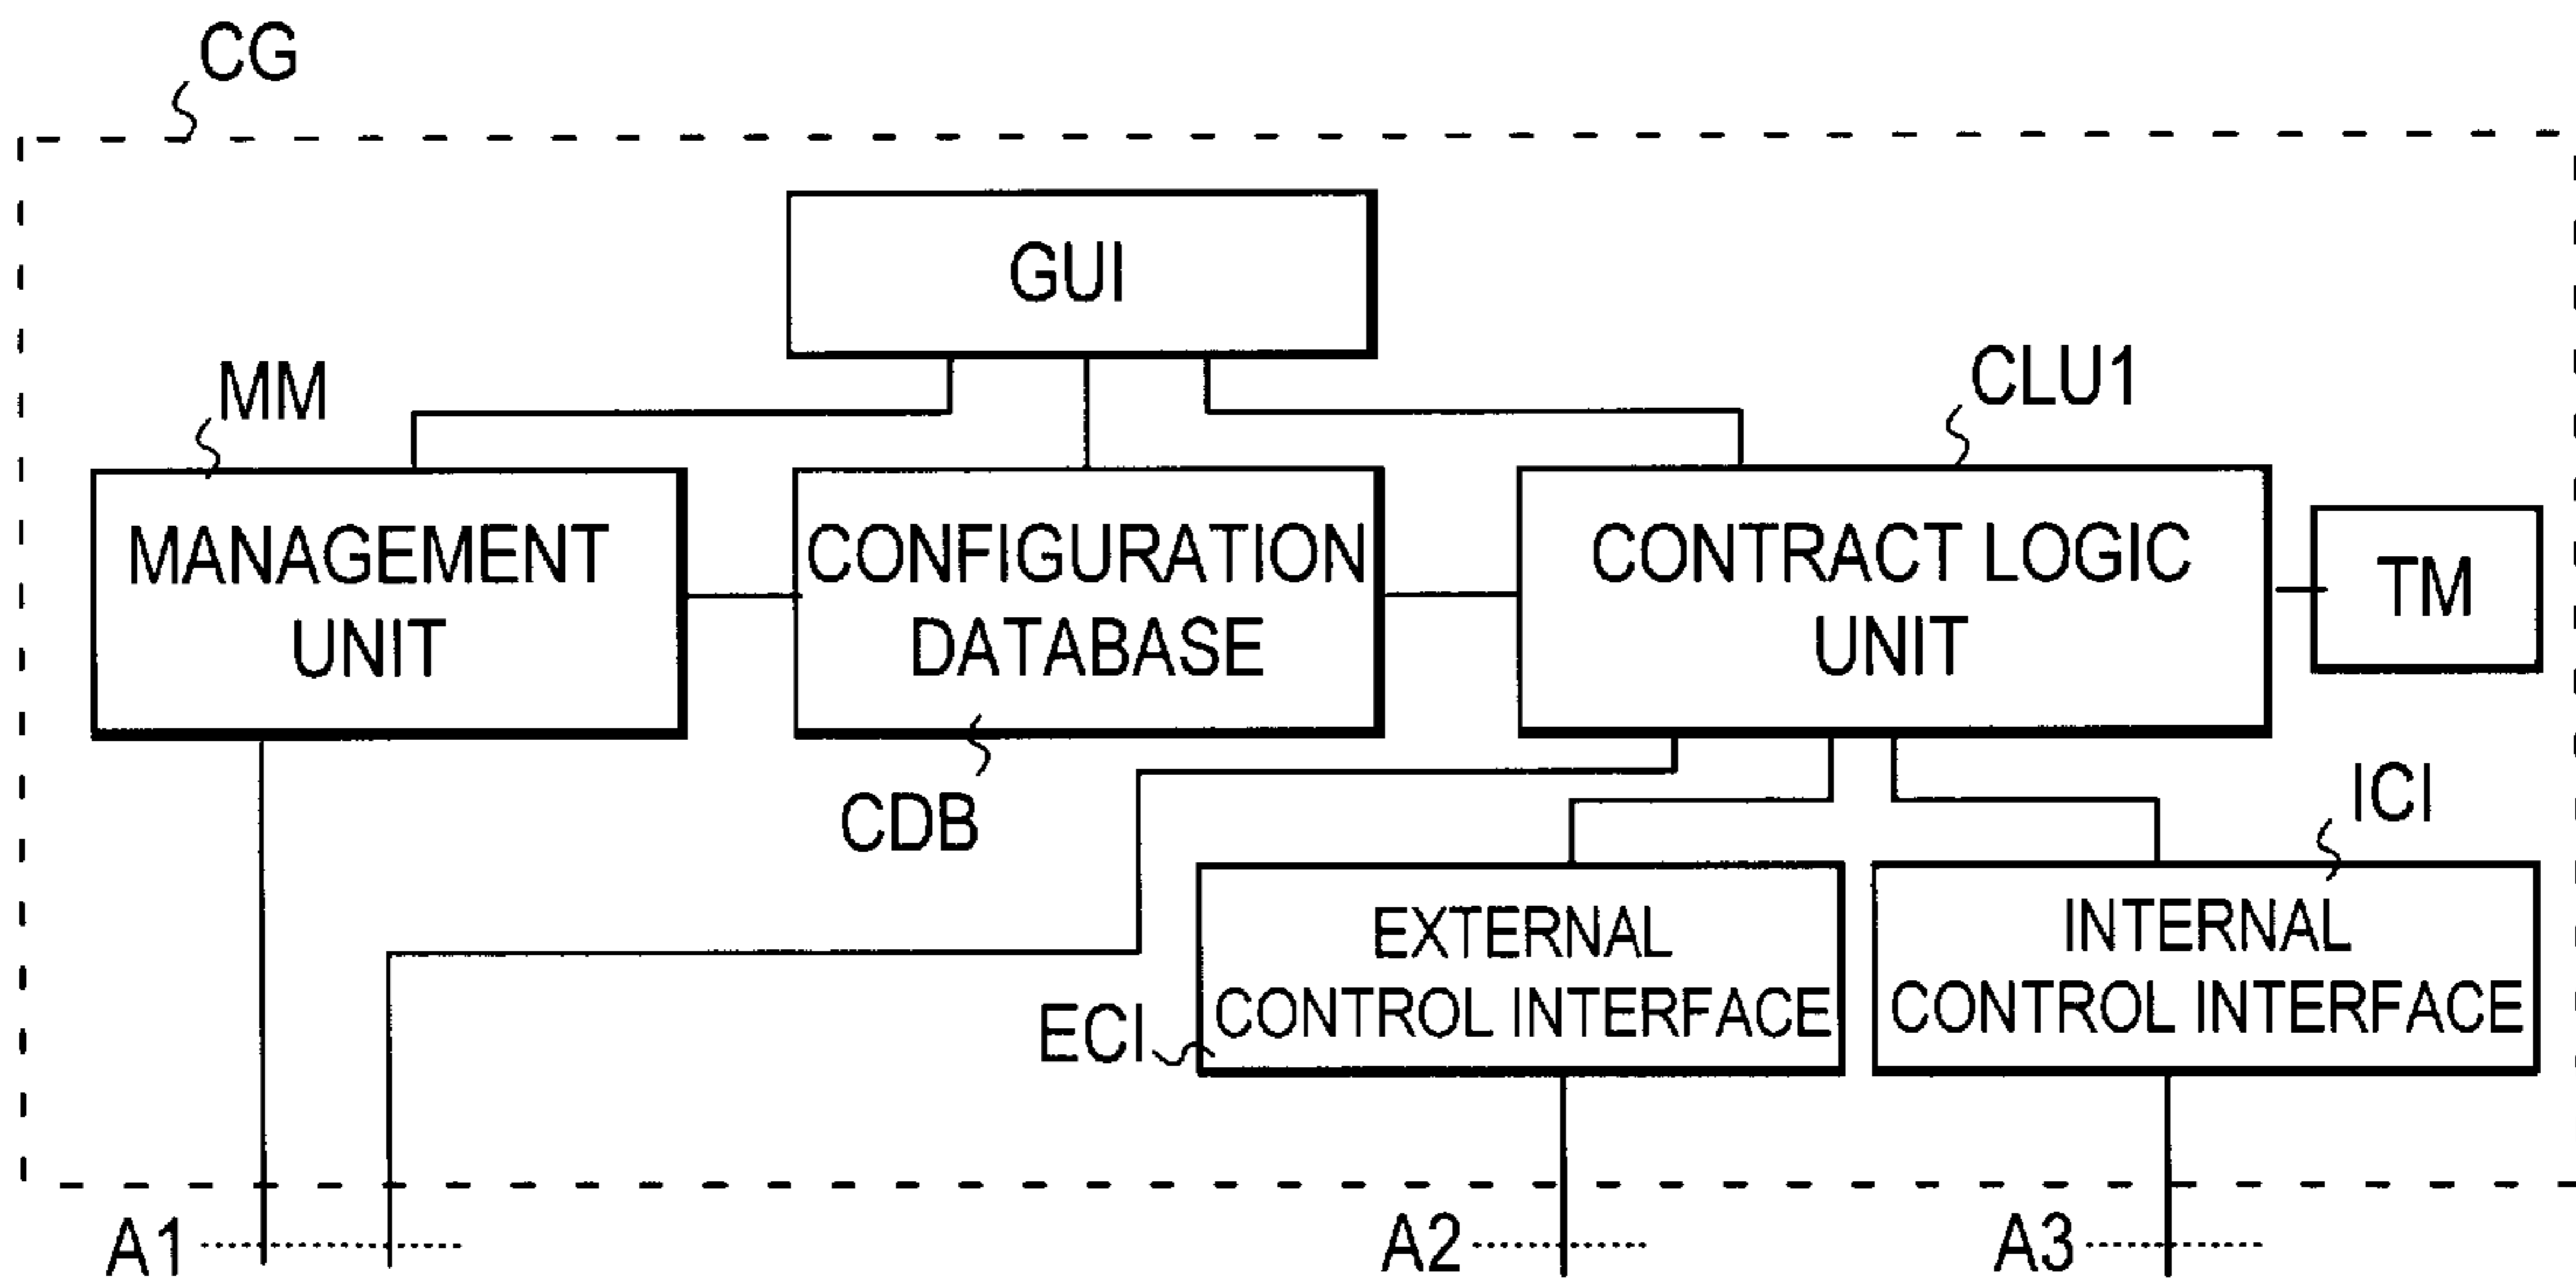 CG
GUI
MM
CLU1
MANAGEMENT
UNIT
CONFIGURATION
DATABASE
CONTRACT LOGIC
UNIT
TM
CDB
ICI
EXTERNAL
CONTROL INTERFACE
INTERNAL
CONTROL INTERFACE
ECI
A1
A2
A3